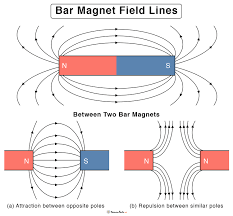 Bar Magnet Field Lines
N S
Between Two Bar Magnets
N S
N N
(a) Attraction between opposite poles (b) Repulsion between similar poles